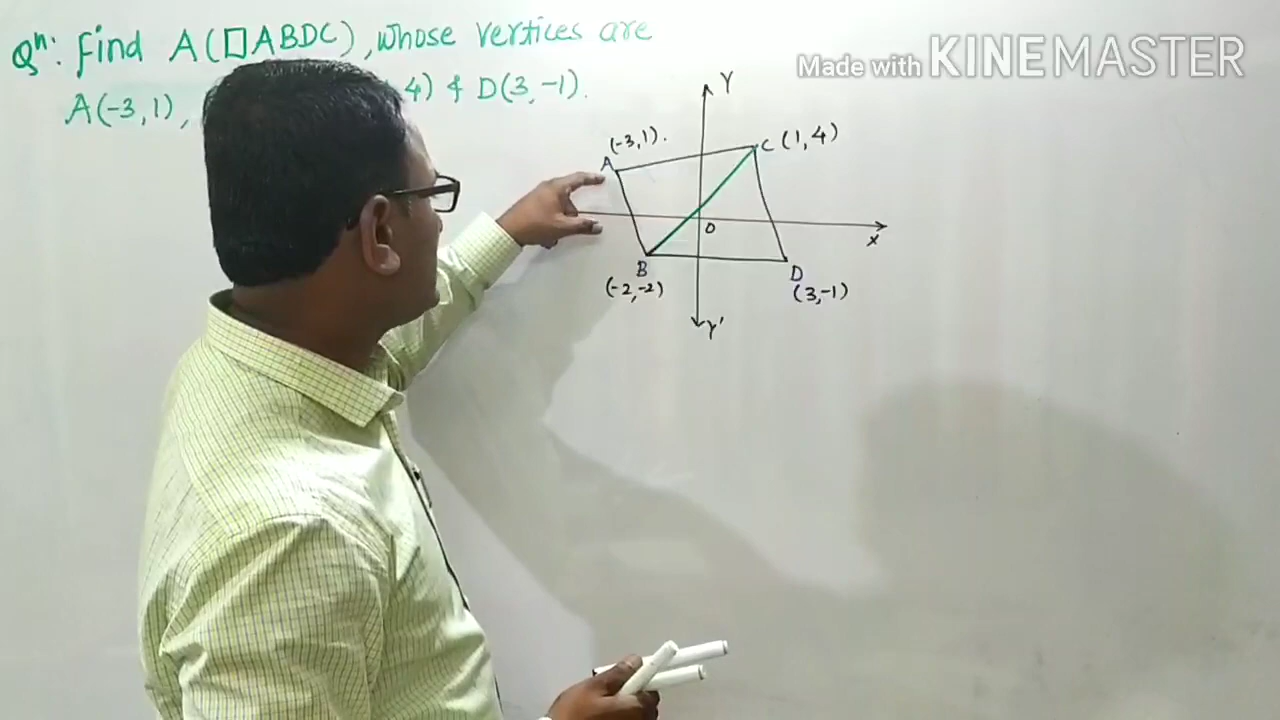 Qⁿ: Find A(□ABDC), whose vertices are
A(-3, 1), 4) & D(3, -1).
Made with KINEMASTER
Y
(-3, 1).
A
C (1, 4)
O
X
B
(-2, -2)
D
(3, -1)
Y'